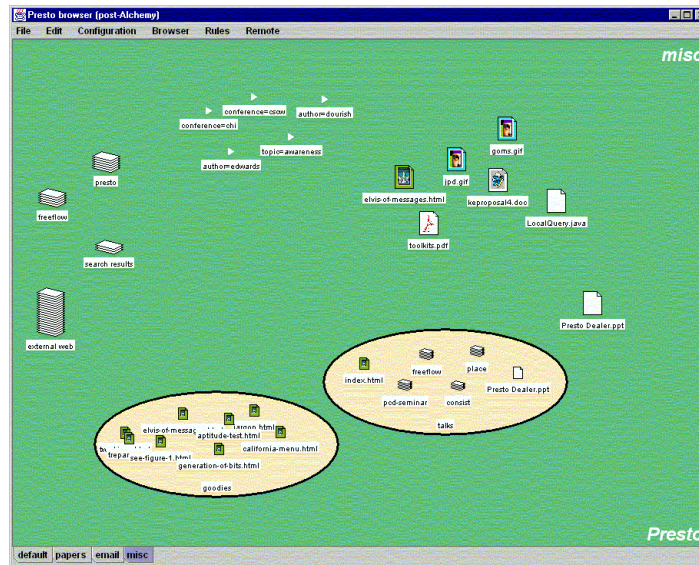 Presto browser (post-Alchemy)
File Edit Configuration Browser Rules Remote
misc
conference=cscw
author=dourish
conference=chi
topic=awareness
author=edwards
goms.gif
presto
jpd.gif
elvis-of-messages.html
keproposal4.doc
freeflow
LocalQuery.java
toolkits.pdf
search results
Presto Dealer.ppt
external web
freeflow
place
index.html
Presto Dealer.ppt
pcd-seminar
consist
talks
aptitude-test.html
california-menu.html
see-figure-1.html
generation-of-bits.html
goodies
Presto
default papers email misc